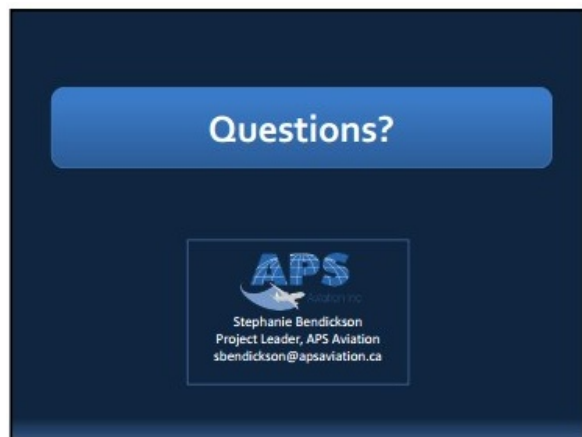 Questions?
APS
Aviation Inc
Stephanie Bendickson
Project Leader, APS Aviation
sbendickson@apsaviation.ca